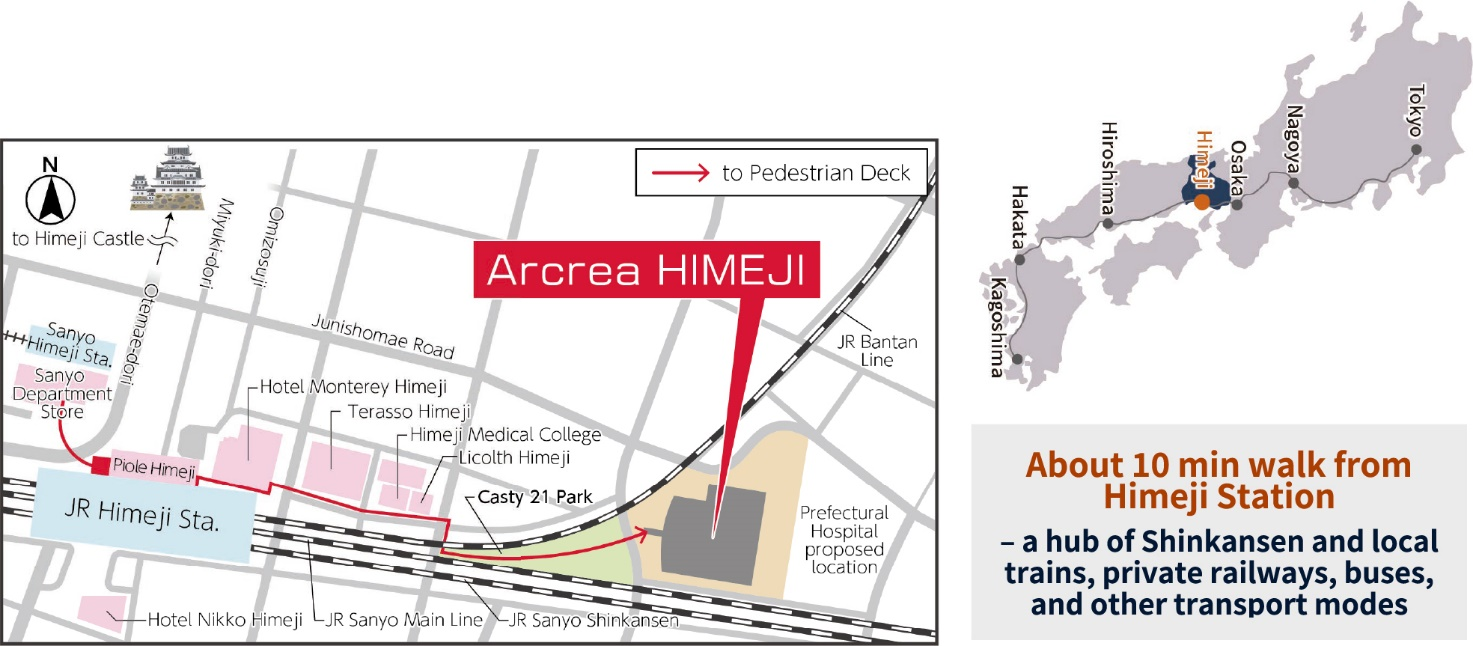 N
to Himeji Castle
Miyuki-dori
Omizosuji
Otemae-dori
to Pedestrian Deck
Arcrea HIMEJI
Junishomae Road
JR Bantan
Line
Sanyo
Himeji Sta.
Sanyo
Department
Store
Hotel Monterey Himeji
Terasso Himeji
Himeji Medical College
Licolth Himeji
Casty 21 Park
Piole Himeji
JR Himeji Sta.
Prefectural
Hospital
proposed
location
Hotel Nikko Himeji
JR Sanyo Main Line
JR Sanyo Shinkansen
Tokyo
Nagoya
Osaka
Himeji
Hiroshima
Hakata
Kagoshima
About 10 min walk from
Himeji Station
– a hub of Shinkansen and local
trains, private railways, buses,
and other transport modes